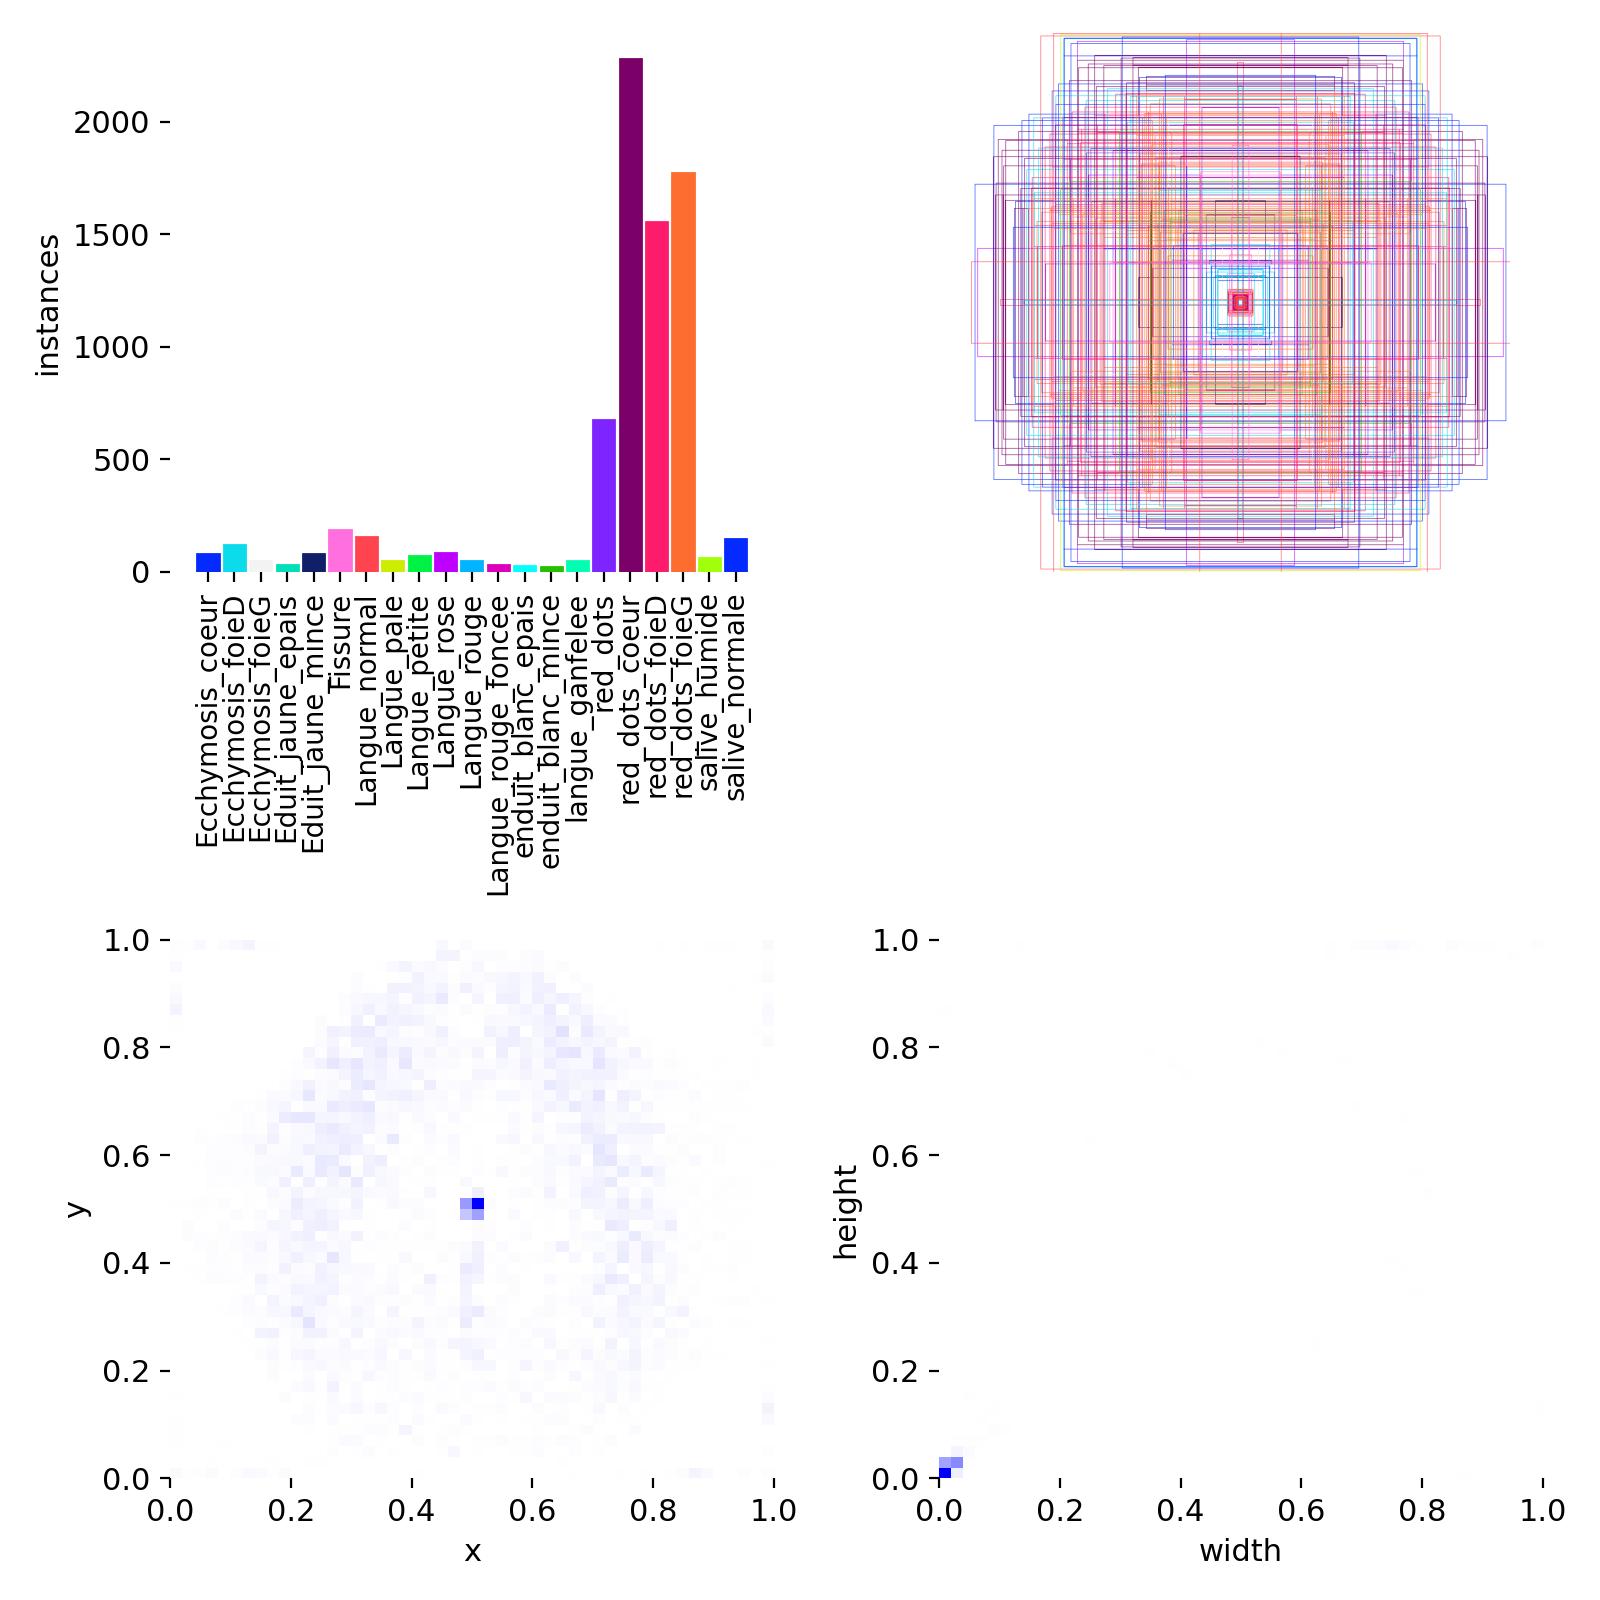 2000
1500
1000
500
0
instances
Ecchymosis_coeur
Ecchymosis_foieD
Ecchymosis_foieG
Eduit_jaune_epais
Eduit_jaune_mince
Fissure
Langue_normal
Langue_pale
Langue_petite
Langue_rose
Langue_rouge
Langue_rouge_foncee
enduit_blanc_epais
enduit_blanc_mince
langue_ganfelee
red_dots
red_dots_coeur
red_dots_foieD
red_dots_foieG
salive_humide
salive_normale
1.0
0.8
0.6
0.4
0.2
0.0
y
0.0 0.2 0.4 0.6 0.8 1.0
x
1.0
0.8
0.6
0.4
0.2
0.0
height
0.0 0.2 0.4 0.6 0.8 1.0
width